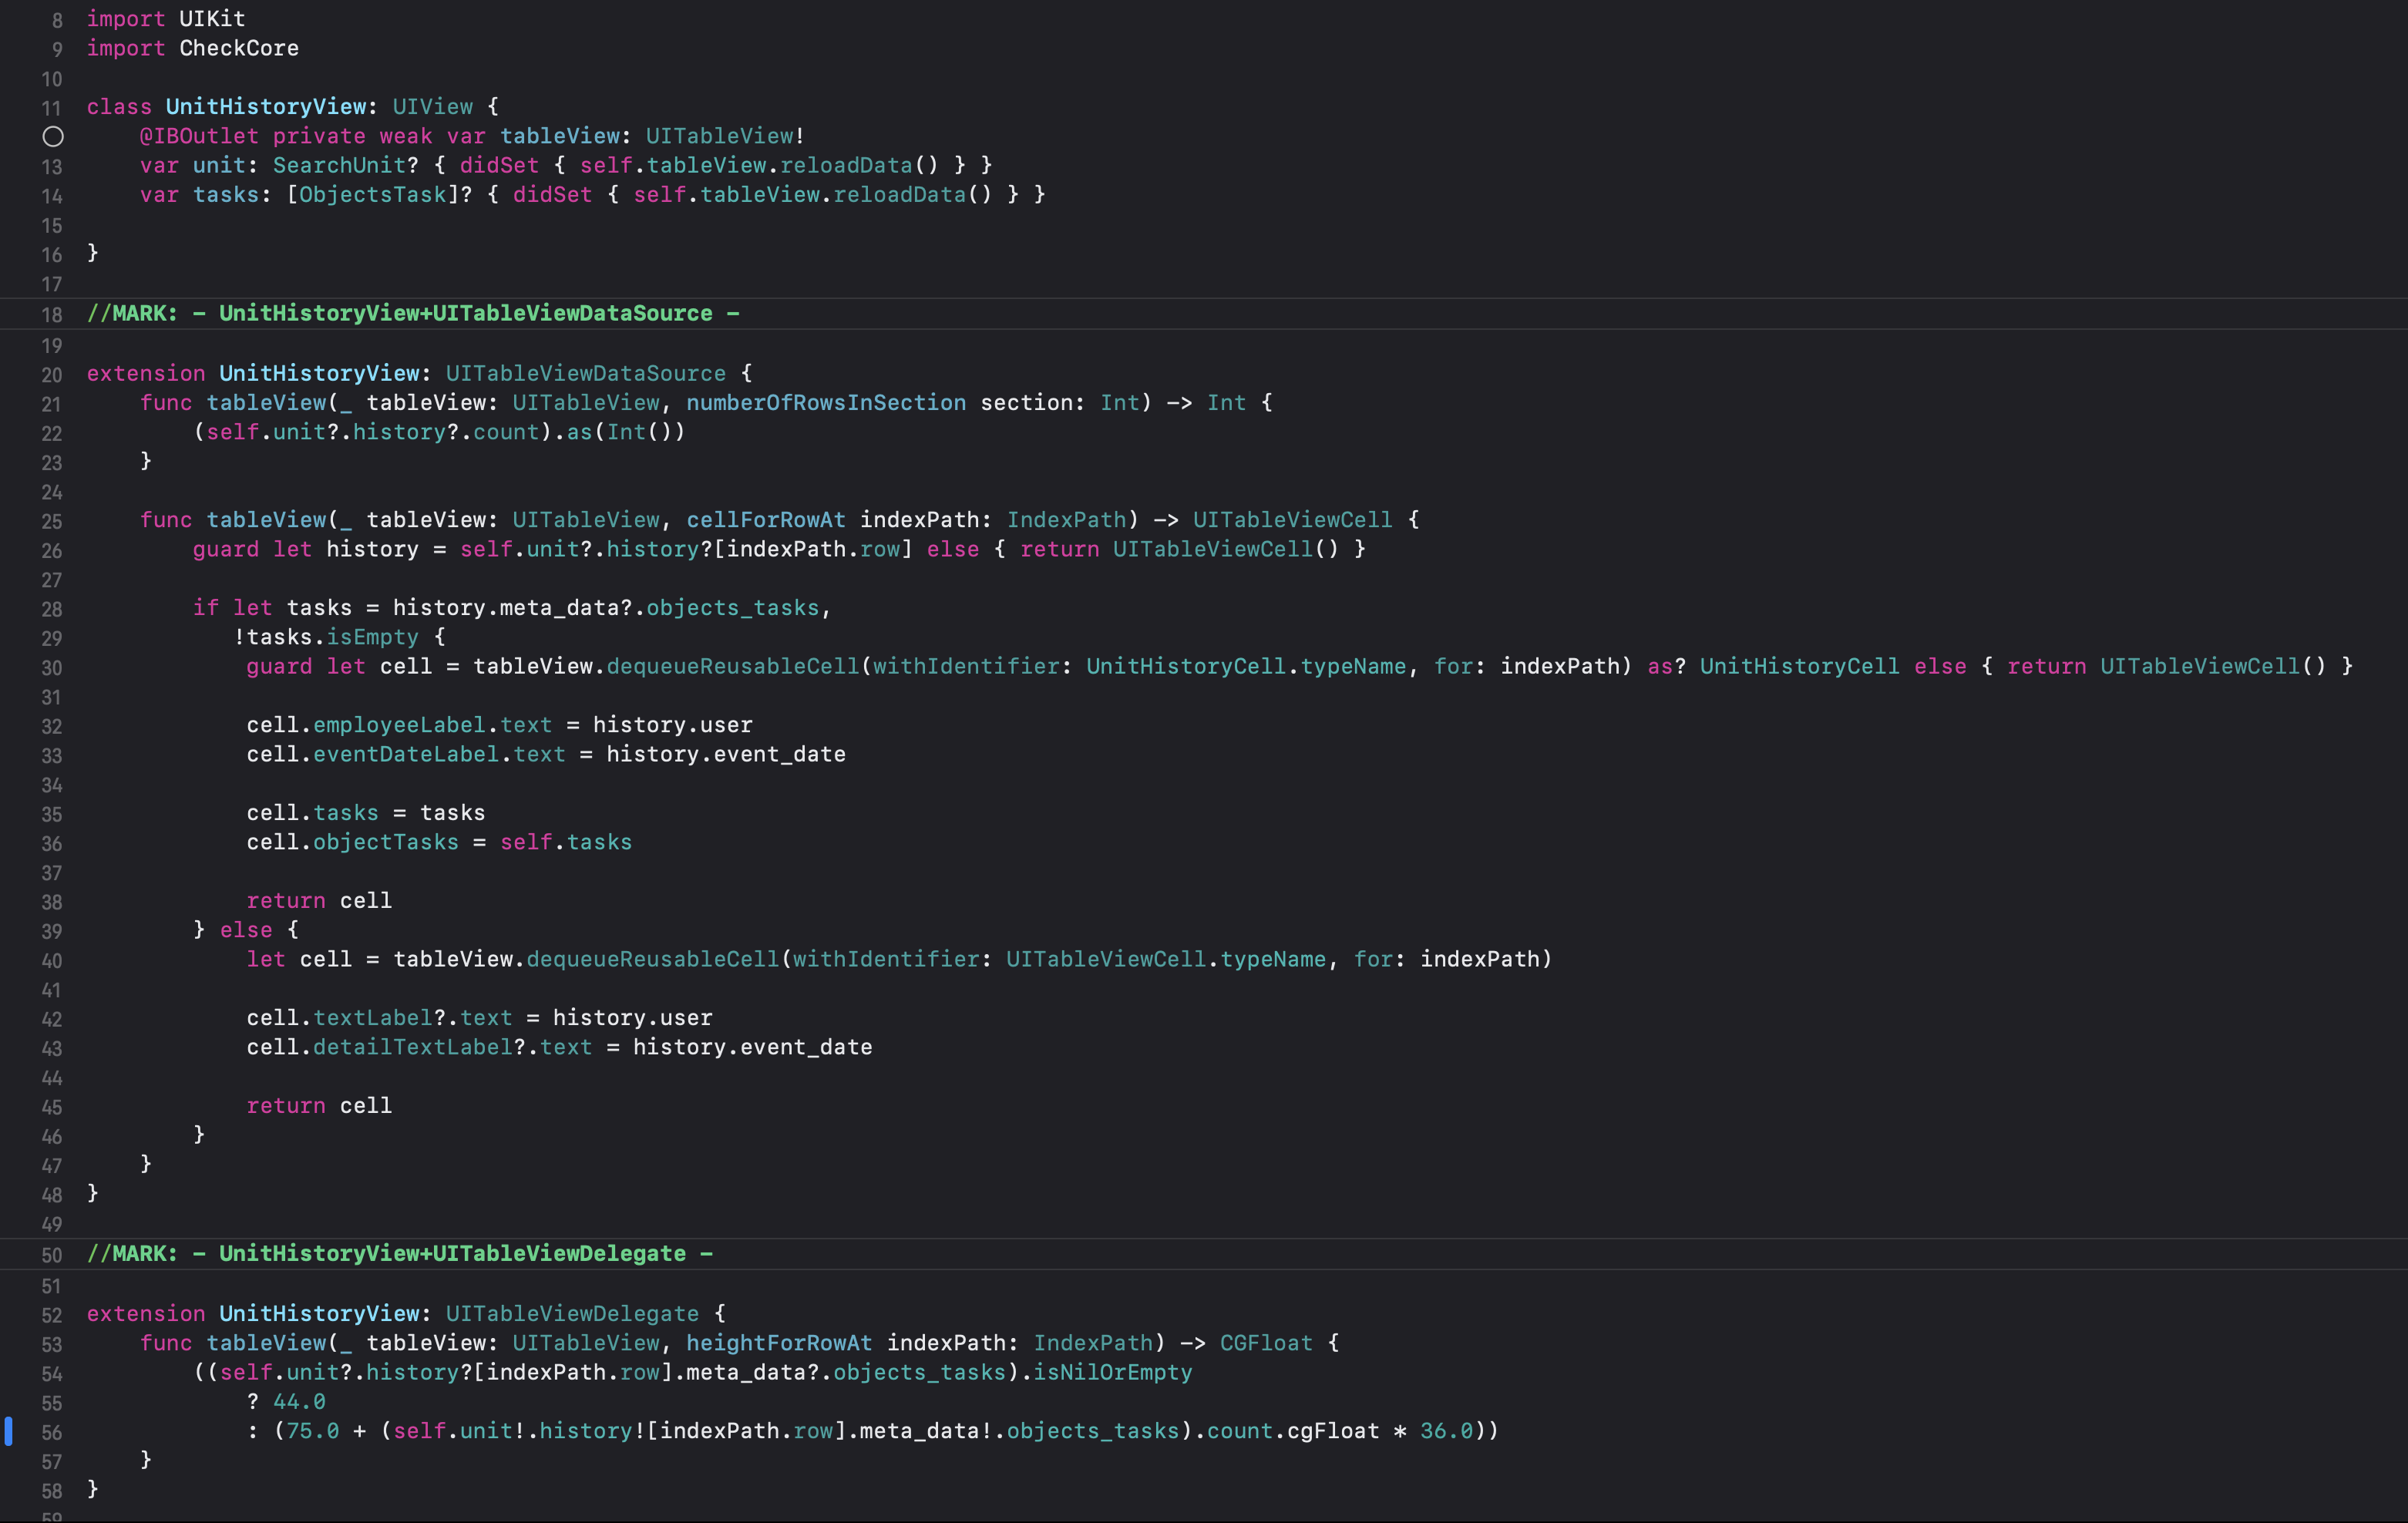 8 import UIKit
9 import CheckCore
10
11 class UnitHistoryView: UIView {
    @IBOutlet private weak var tableView: UITableView!
13     var unit: SearchUnit? { didSet { self.tableView.reloadData() } }
14     var tasks: [ObjectsTask]? { didSet { self.tableView.reloadData() } }
15
16 }
17
18 //MARK: - UnitHistoryView+UITableViewDataSource -
19
20 extension UnitHistoryView: UITableViewDataSource {
21     func tableView(_ tableView: UITableView, numberOfRowsInSection section: Int) -> Int {
22         (self.unit?.history?.count).as(Int())
23     }
24
25     func tableView(_ tableView: UITableView, cellForRowAt indexPath: IndexPath) -> UITableViewCell {
26         guard let history = self.unit?.history?[indexPath.row] else { return UITableViewCell() }
27
28         if let tasks = history.meta_data?.objects_tasks,
29            !tasks.isEmpty {
30             guard let cell = tableView.dequeueReusableCell(withIdentifier: UnitHistoryCell.typeName, for: indexPath) as? UnitHistoryCell else { return UITableViewCell() }
31
32             cell.employeeLabel.text = history.user
33             cell.eventDateLabel.text = history.event_date
34
35             cell.tasks = tasks
36             cell.objectTasks = self.tasks
37
38             return cell
39         } else {
40             let cell = tableView.dequeueReusableCell(withIdentifier: UITableViewCell.typeName, for: indexPath)
41
42             cell.textLabel?.text = history.user
43             cell.detailTextLabel?.text = history.event_date
44
45             return cell
46         }
47     }
48 }
49
50 //MARK: - UnitHistoryView+UITableViewDelegate -
51
52 extension UnitHistoryView: UITableViewDelegate {
53     func tableView(_ tableView: UITableView, heightForRowAt indexPath: IndexPath) -> CGFloat {
54         ((self.unit?.history?[indexPath.row].meta_data?.objects_tasks).isNilOrEmpty
55             ? 44.0
56             : (75.0 + (self.unit!.history![indexPath.row].meta_data!.objects_tasks).count.cgFloat * 36.0))
57     }
58 }
59